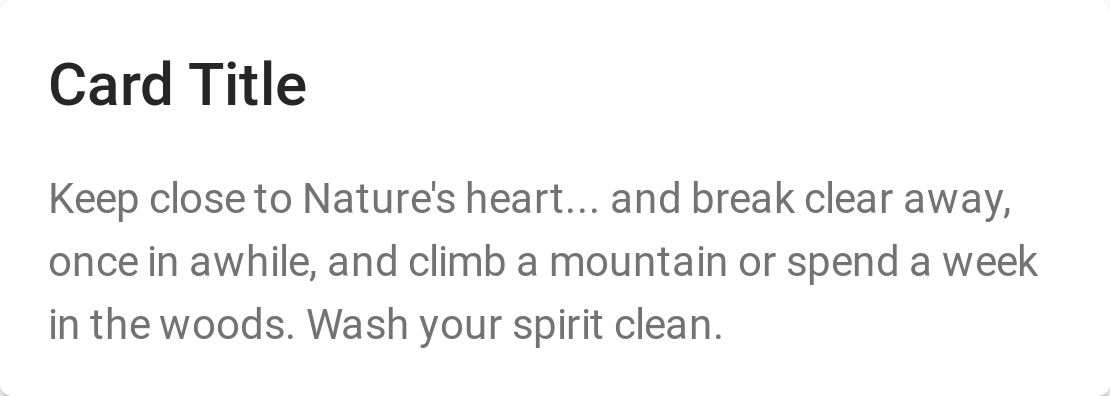 Card Title
Keep close to Nature's heart... and break clear away,
once in awhile, and climb a mountain or spend a week
in the woods. Wash your spirit clean.